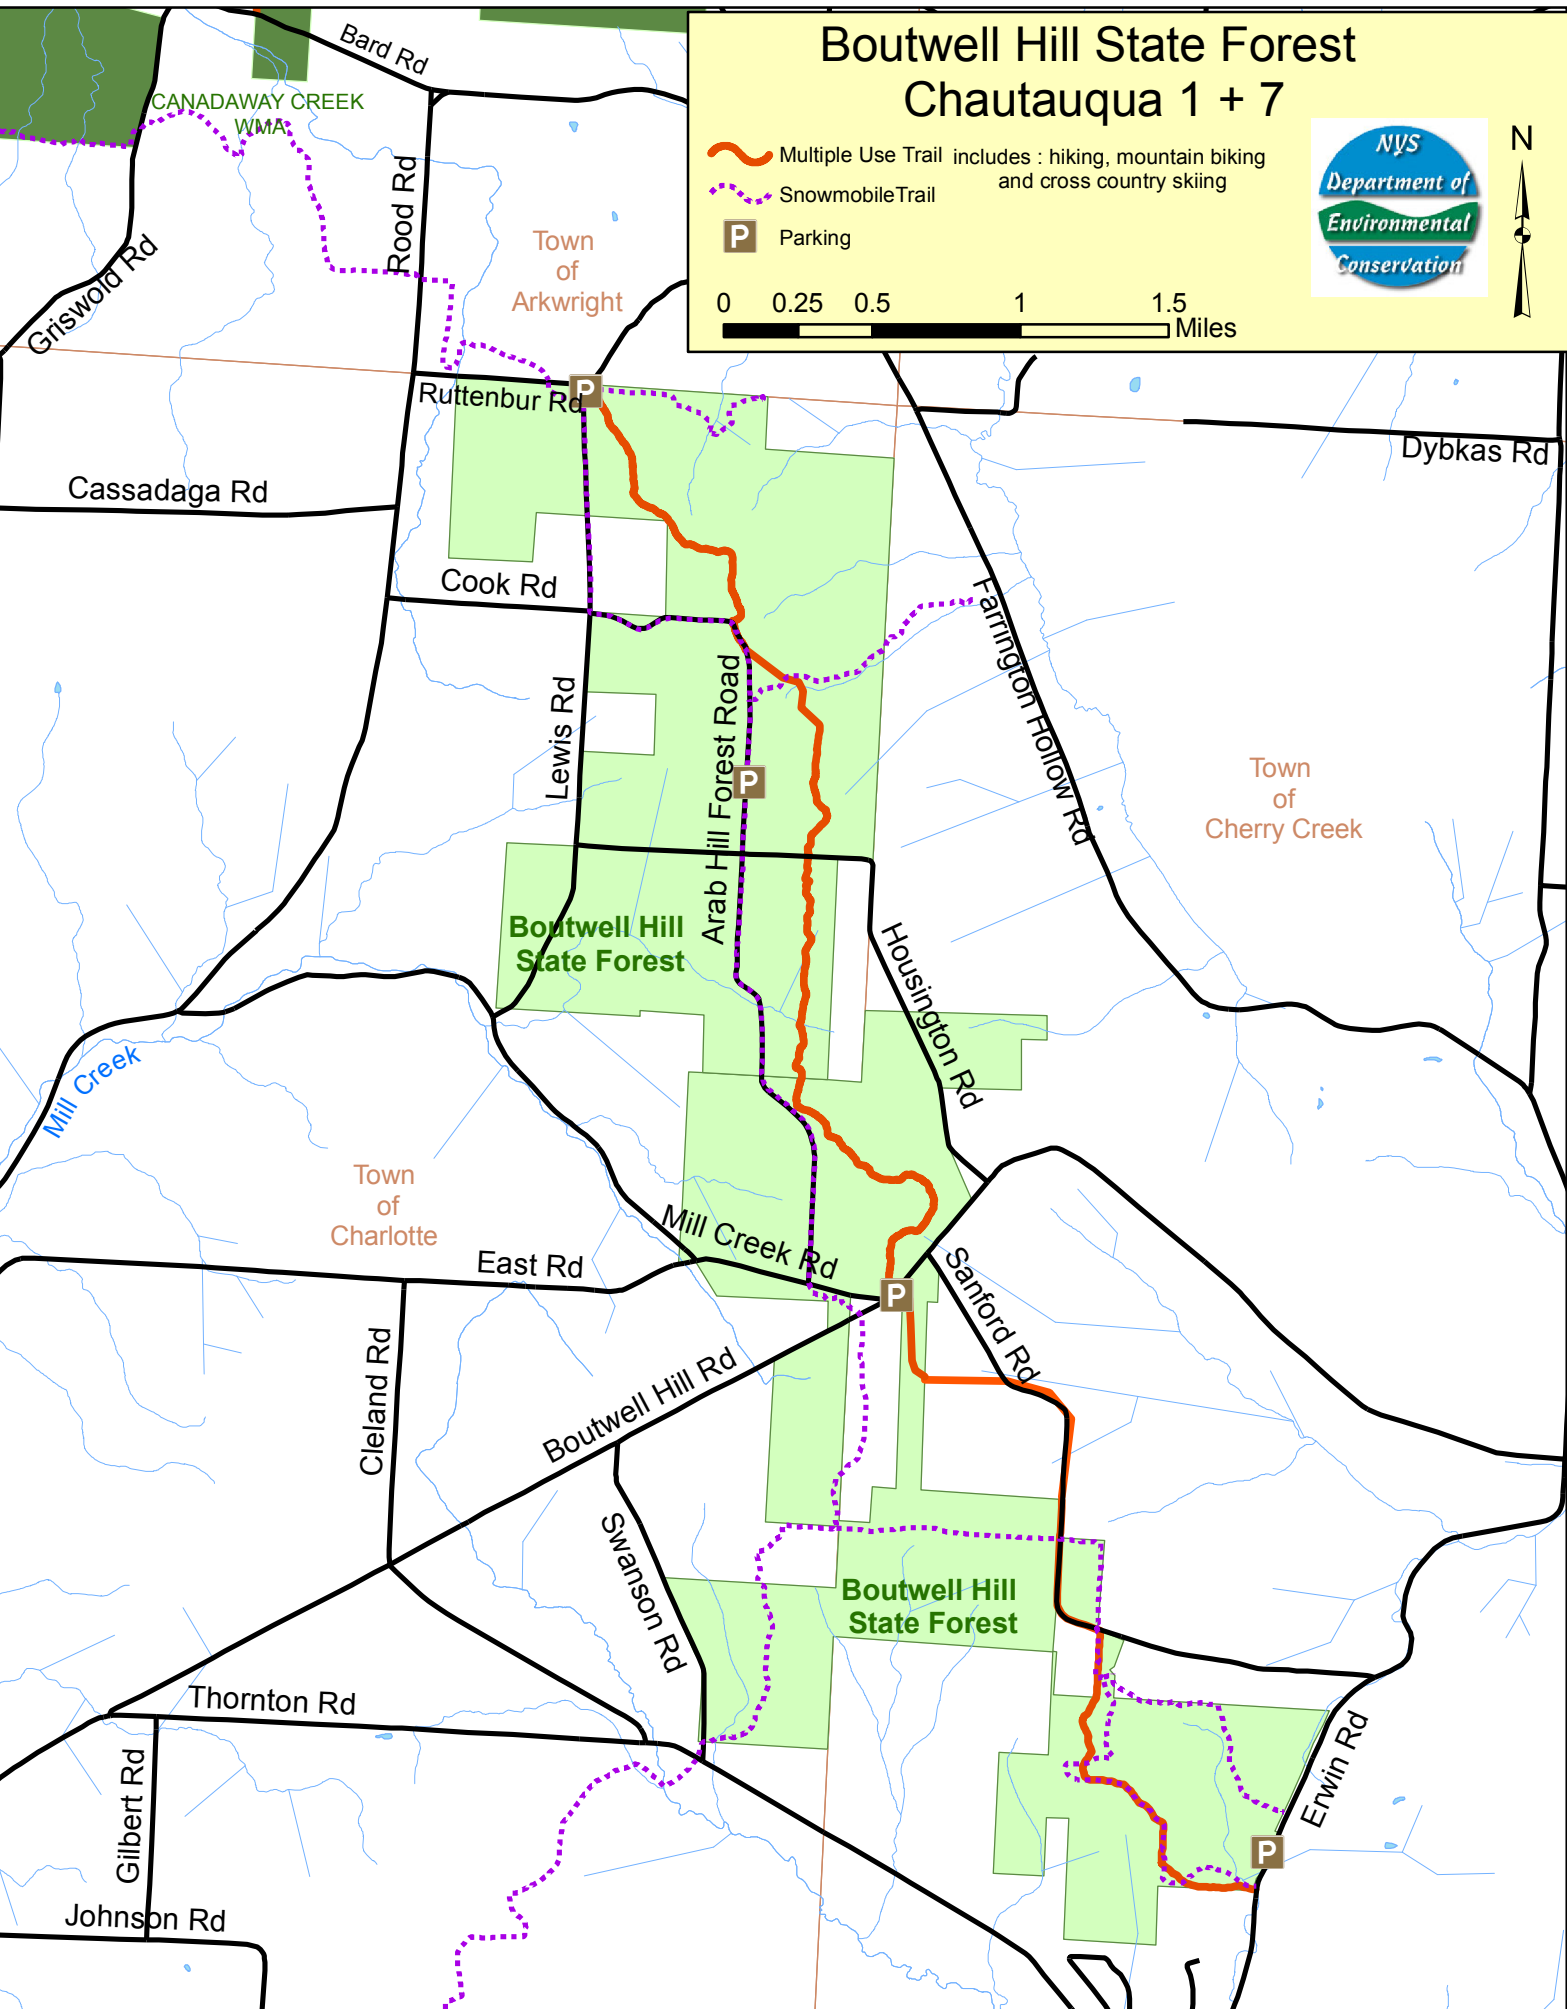 Boutwell Hill State Forest
Chautauqua 1 + 7
Multiple Use Trail includes : hiking, mountain biking
and cross country skiing
SnowmobileTrail
P
Parking
0 0.25 0.5 1 1.5
Miles
NYS
Department of
Environmental
Conservation
N
Bard Rd
CANADAWAY CREEK
WMA
Rood Rd
Griswold Rd
Town
of
Arkwright
P
Ruttenbur Rd
Dybkas Rd
Cassadaga Rd
Cook Rd
Farrington Hollow Rd
Lewis Rd
Arab Hill Forest Road
P
Town
of
Cherry Creek
Boutwell Hill
State Forest
Housington Rd
Mill Creek
Town
of
Charlotte
Mill Creek Rd
East Rd
P
Sanford Rd
Cleland Rd
Boutwell Hill Rd
Swanson Rd
Boutwell Hill
State Forest
Thornton Rd
Erwin Rd
Gilbert Rd
P
Johnson Rd